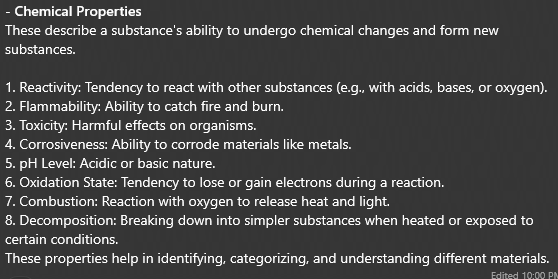 - Chemical Properties
These describe a substance's ability to undergo chemical changes and form new
substances.
1. Reactivity: Tendency to react with other substances (e.g., with acids, bases, or oxygen).
2. Flammability: Ability to catch fire and burn.
3. Toxicity: Harmful effects on organisms.
4. Corrosiveness: Ability to corrode materials like metals.
5. pH Level: Acidic or basic nature.
6. Oxidation State: Tendency to lose or gain electrons during a reaction.
7. Combustion: Reaction with oxygen to release heat and light.
8. Decomposition: Breaking down into simpler substances when heated or exposed to
certain conditions.
These properties help in identifying, categorizing, and understanding different materials.
Edited 10:00 PM